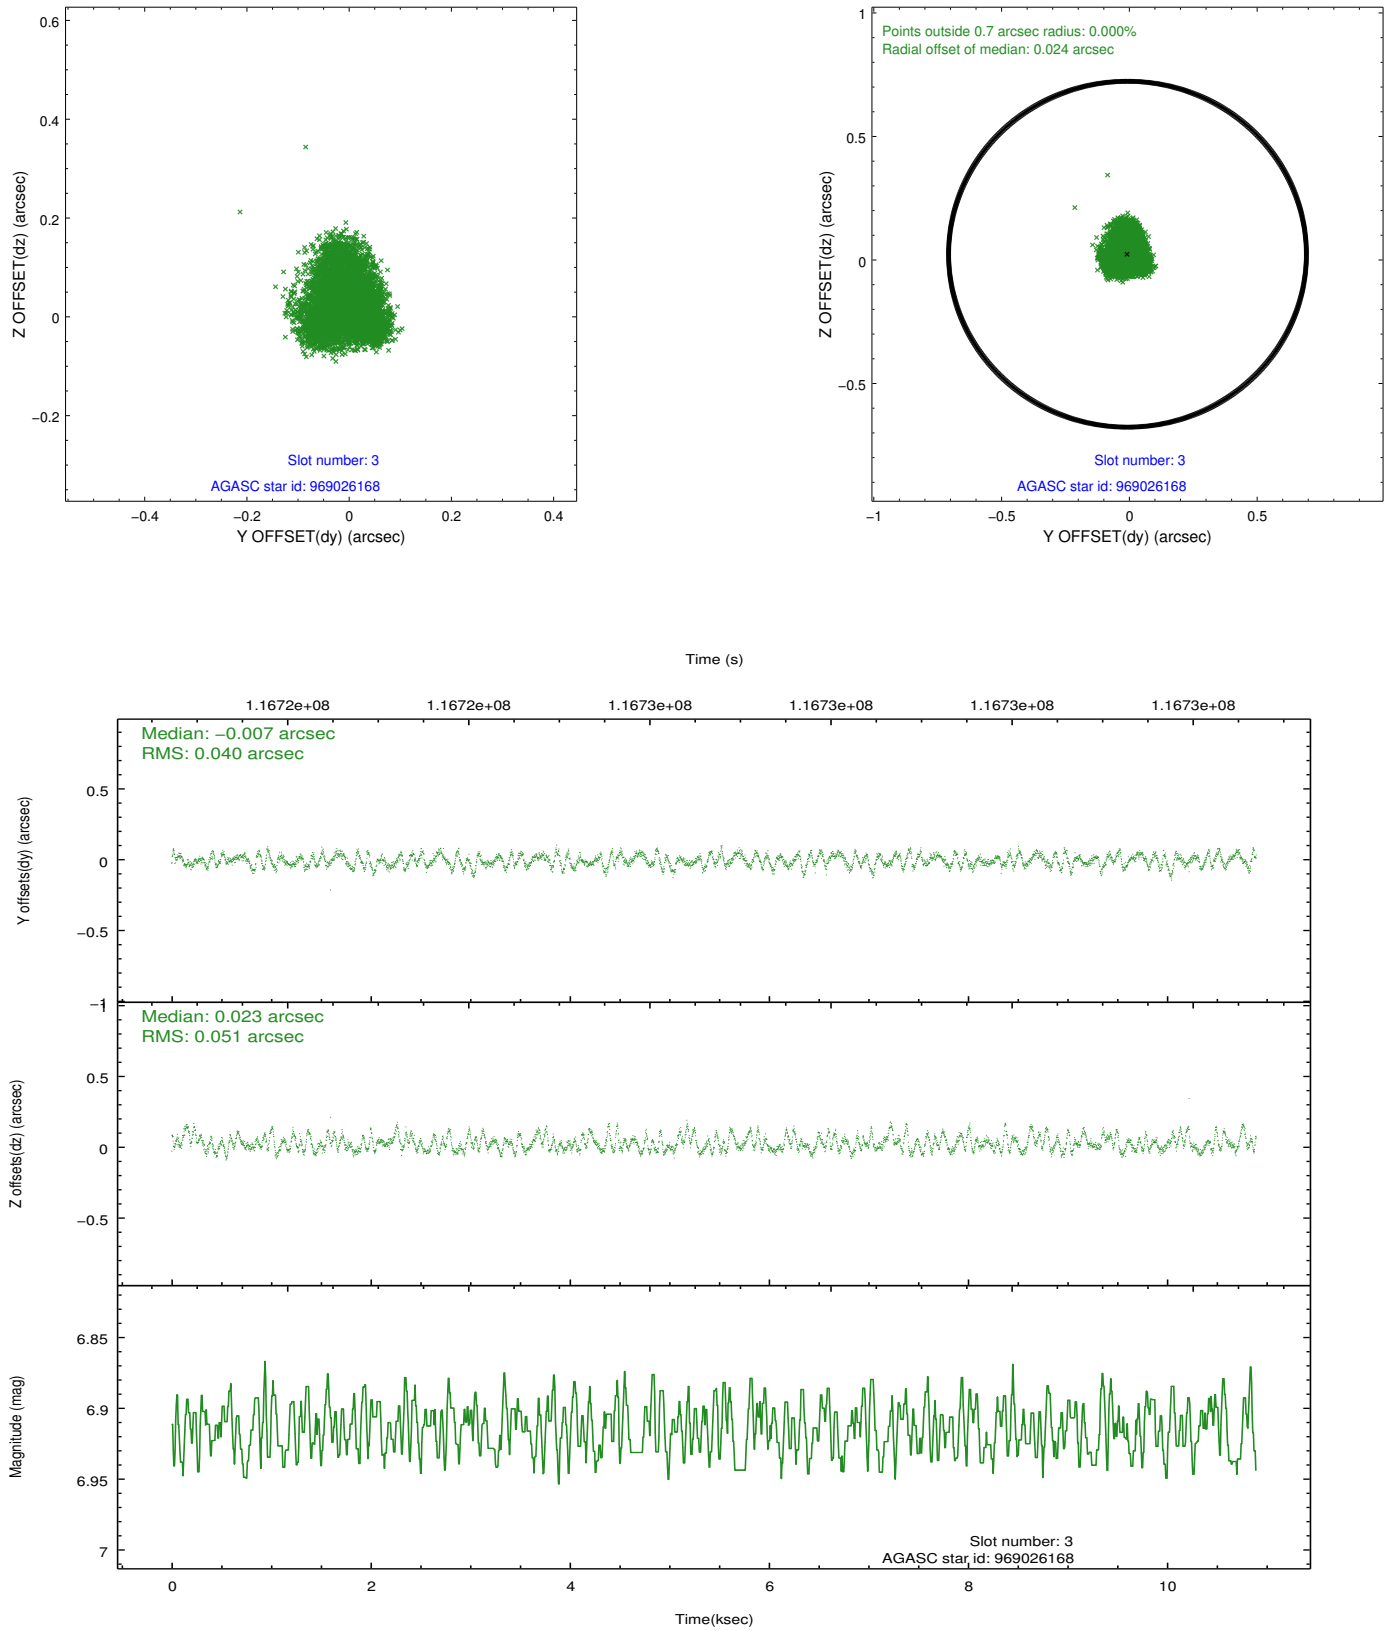 0.6
0.4
0.2
0
−0.2
Z OFFSET(dz) (arcsec)
Slot number: 3
AGASC star id: 969026168
−0.4
−0.2
0
0.2
0.4
Y OFFSET(dy) (arcsec)
Points outside 0.7 arcsec radius: 0.000%
Radial offset of median: 0.024 arcsec
1
0.5
0
−0.5
Z OFFSET(dz) (arcsec)
Slot number: 3
AGASC star id: 969026168
−1
−0.5
0
0.5
Y OFFSET(dy) (arcsec)
Time (s)
1.1672e+08
1.1672e+08
1.1673e+08
1.1673e+08
1.1673e+08
1.1673e+08
Median: −0.007 arcsec
RMS: 0.040 arcsec
0.5
0
−0.5
−1
Y offsets(dy) (arcsec)
1
Median: 0.023 arcsec
RMS: 0.051 arcsec
0.5
0
−0.5
Z offsets(dz) (arcsec)
6.85
6.9
6.95
7
Magnitude (mag)
Slot number: 3
AGASC star id: 969026168
0
2
4
6
8
10
Time(ksec)